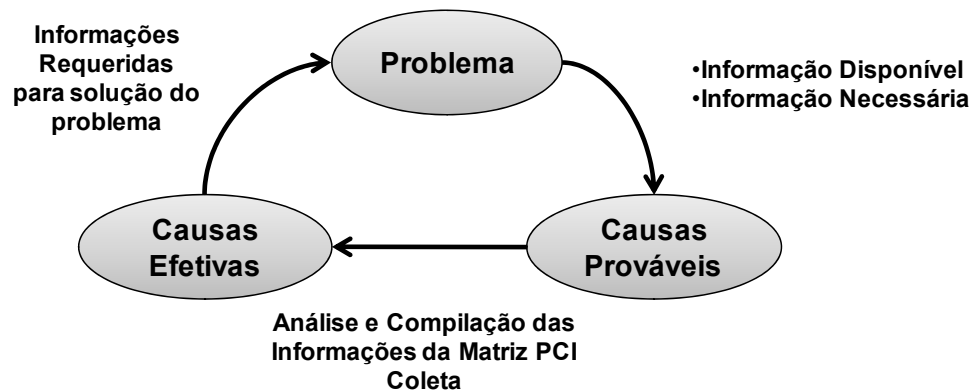 Informações
Requeridas
para solução do
problema
Problema
•Informação Disponível
•Informação Necessária
Causas
Efetivas
Causas
Prováveis
Análise e Compilação das
Informações da Matriz PCI
Coleta